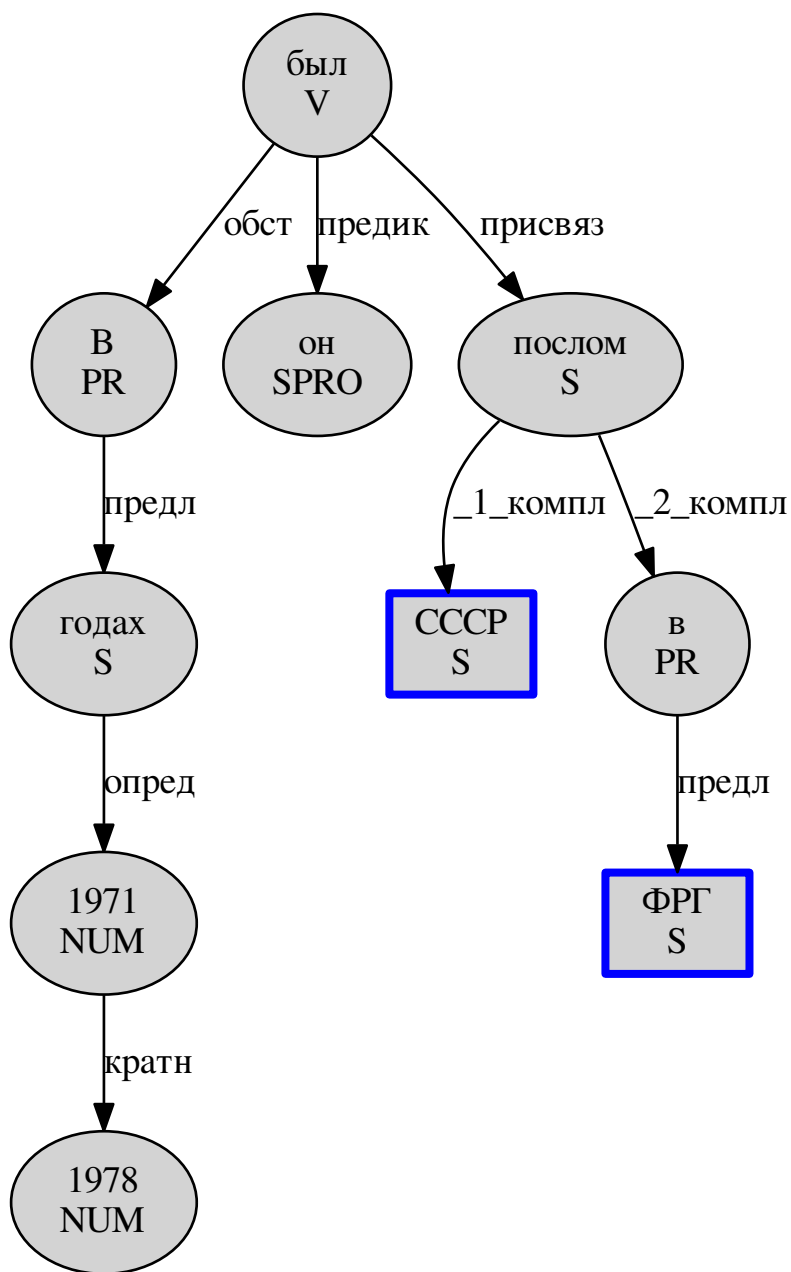 был
V
обст
предик
присвяз
В
PR
он
SPRO
послом
S
предл
_1_компл
_2_компл
годах
S
СССР
S
в
PR
опред
предл
1971
NUM
ФРГ
S
кратн
1978
NUM